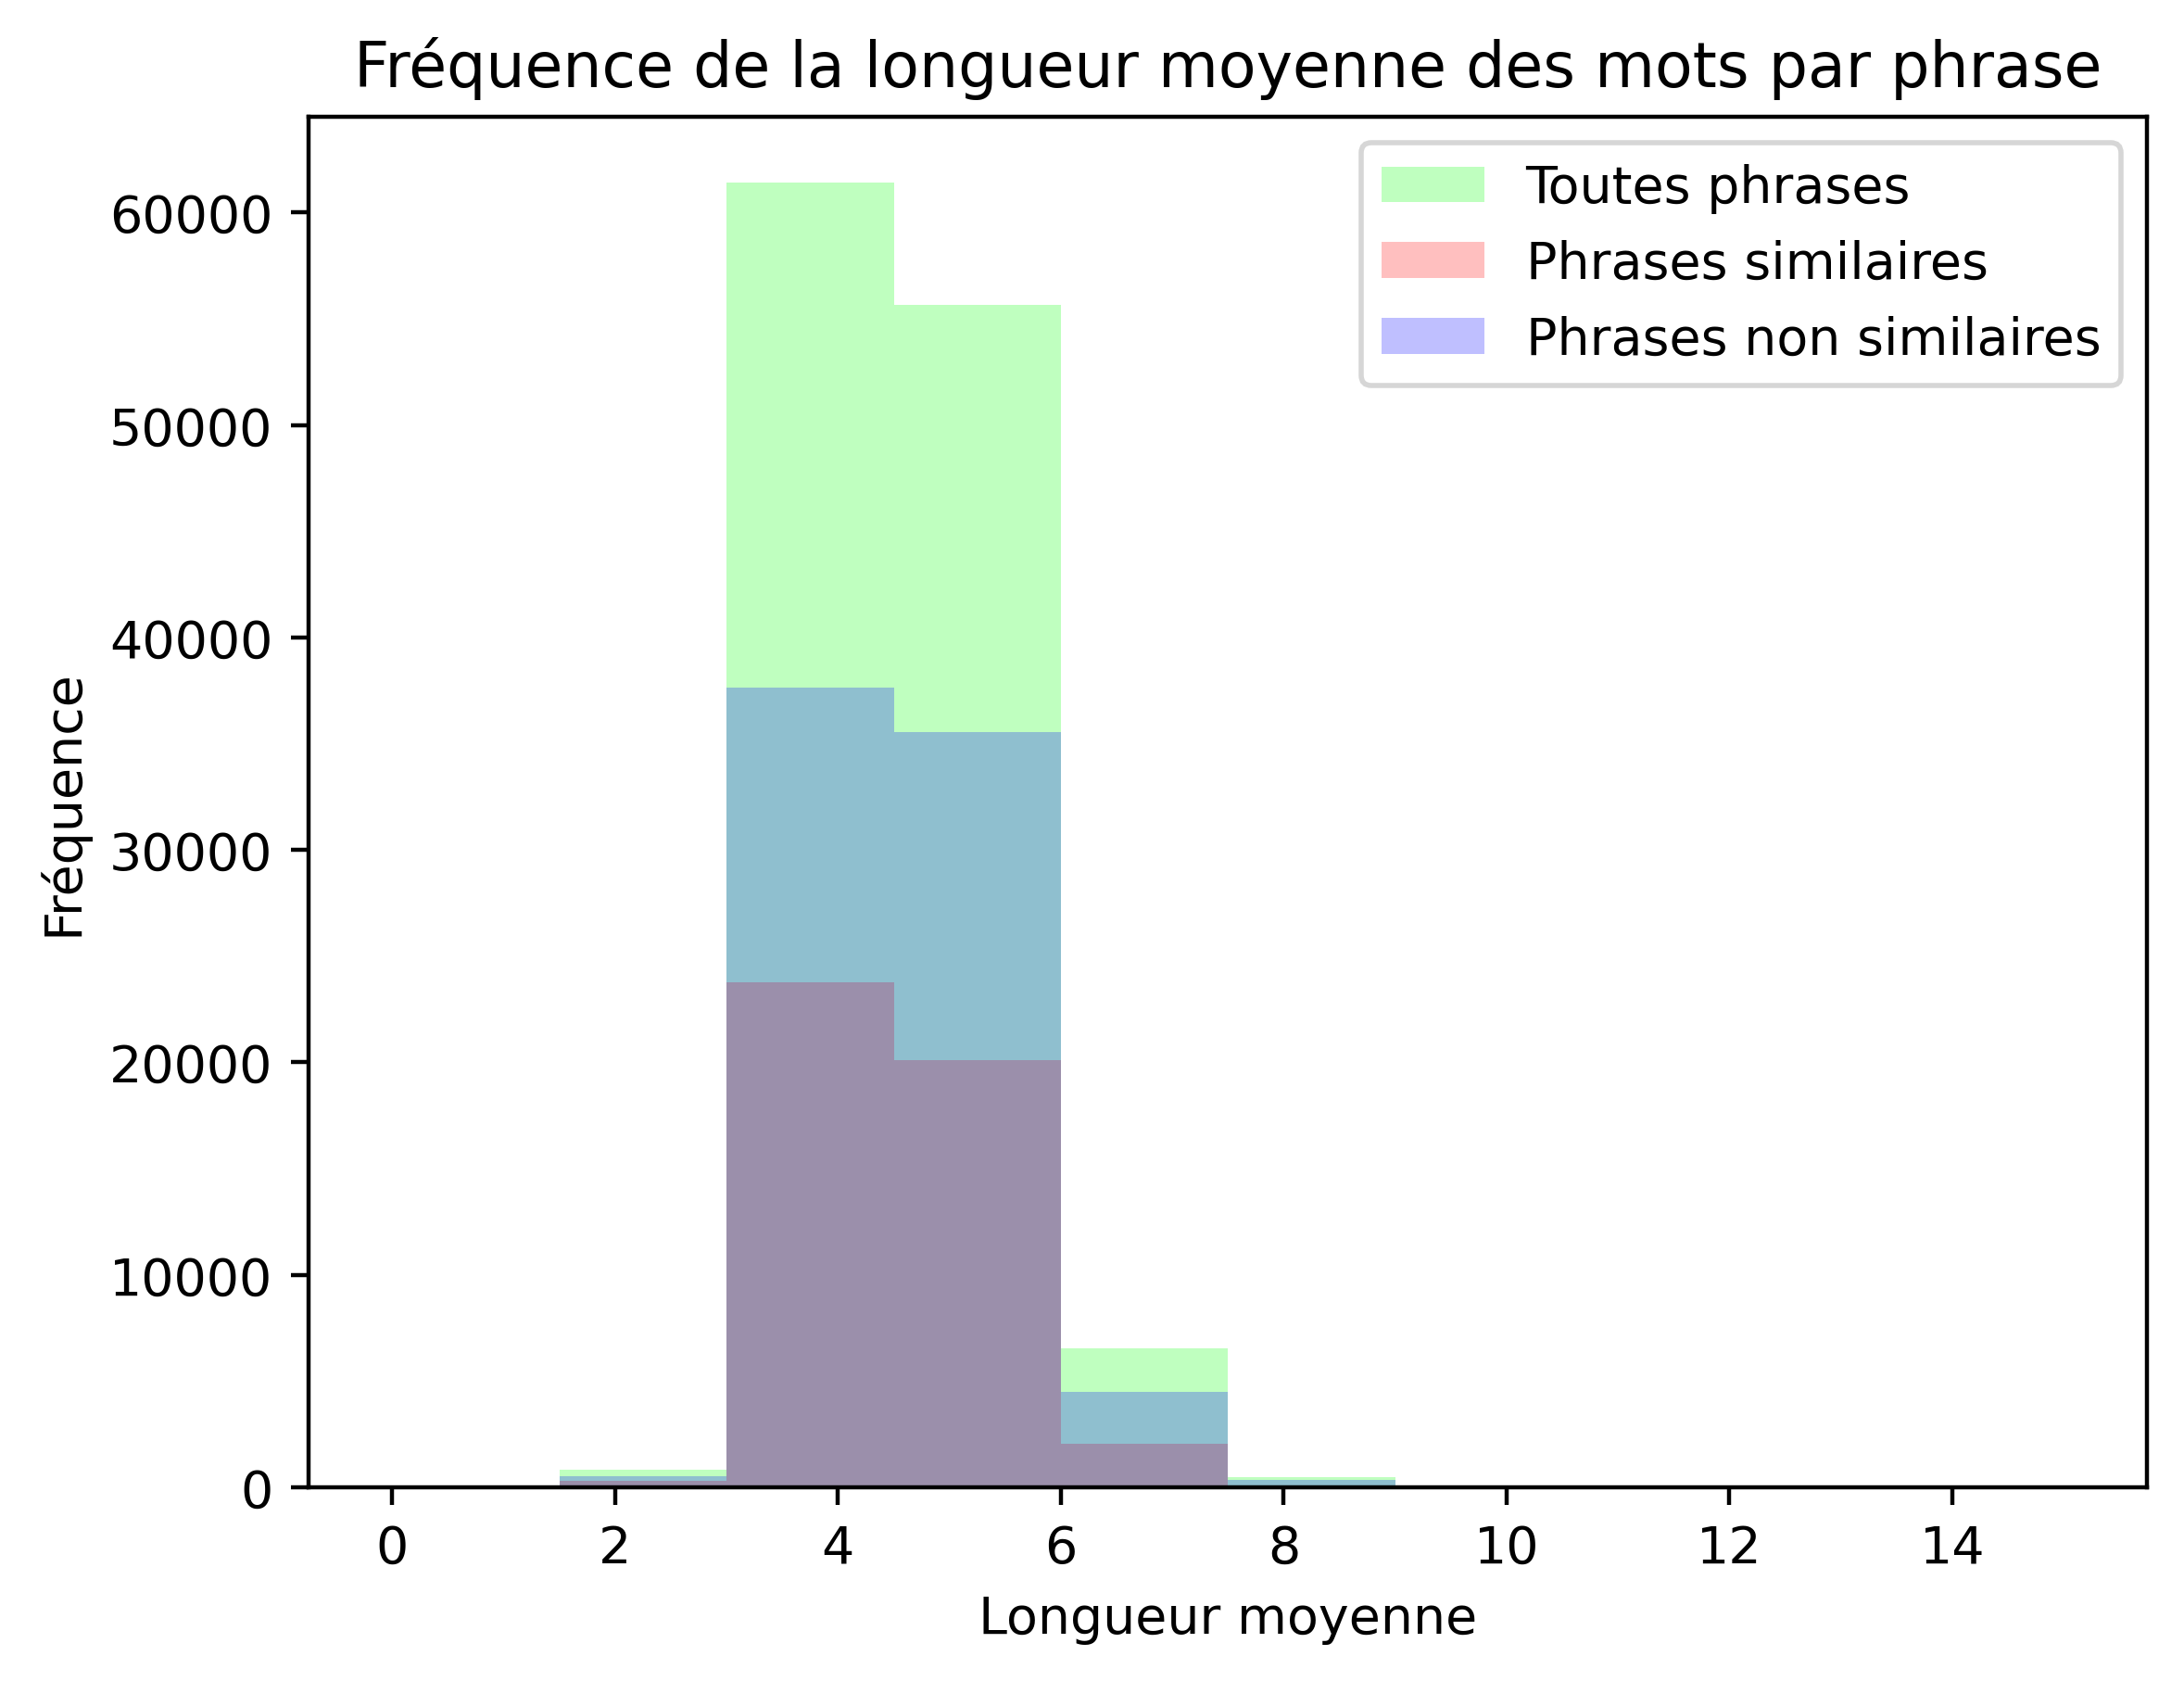 Fréquence de la longueur moyenne des mots par phrase
Toutes phrases
Phrases similaires
Phrases non similaires
60000
50000
40000
30000
20000
10000
0
Fréquence
0 2 4 6 8 10 12 14
Longueur moyenne